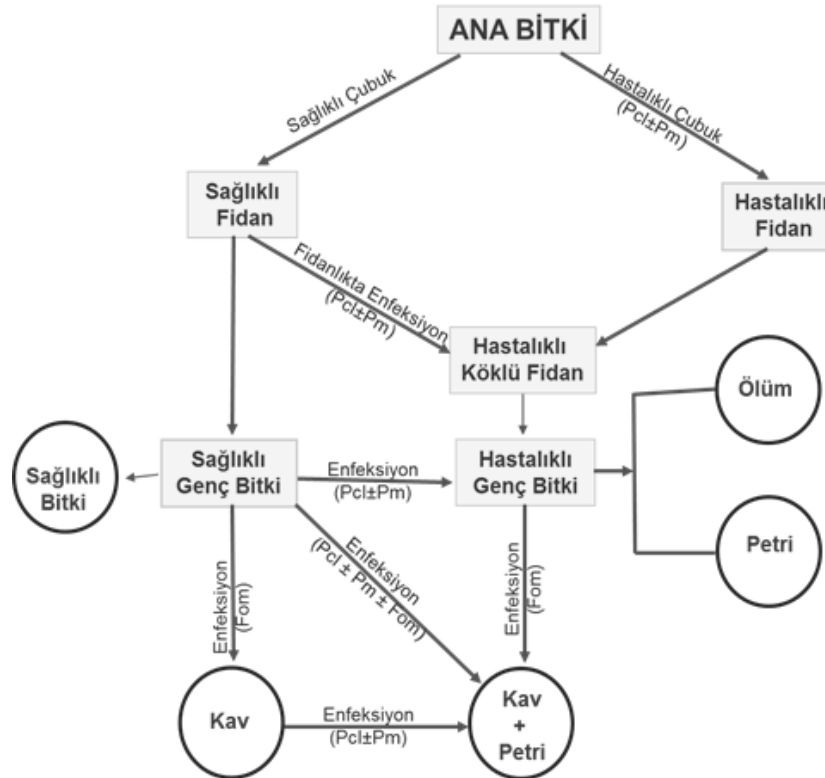 ANA BİTKİ
Sağlıklı Çubuk
Hastalıklı Çubuk
(Pcl±Pm)
Sağlıklı
Fidan
Hastalıklı
Fidan
Fidanlıkta Enfeksiyon
(Pcl±Pm)
Hastalıklı
Köklü Fidan
Ölüm
Sağlıklı
Bitki
Sağlıklı
Genç Bitki
Enfeksiyon
(Pcl±Pm)
Hastalıklı
Genç Bitki
Petri
Enfeksiyon
(Fom)
Enfeksiyon
(Pcl ± Pm ± Fom)
Enfeksiyon
(Fom)
Kav
Enfeksiyon
(Pcl±Pm)
Kav
+
Petri